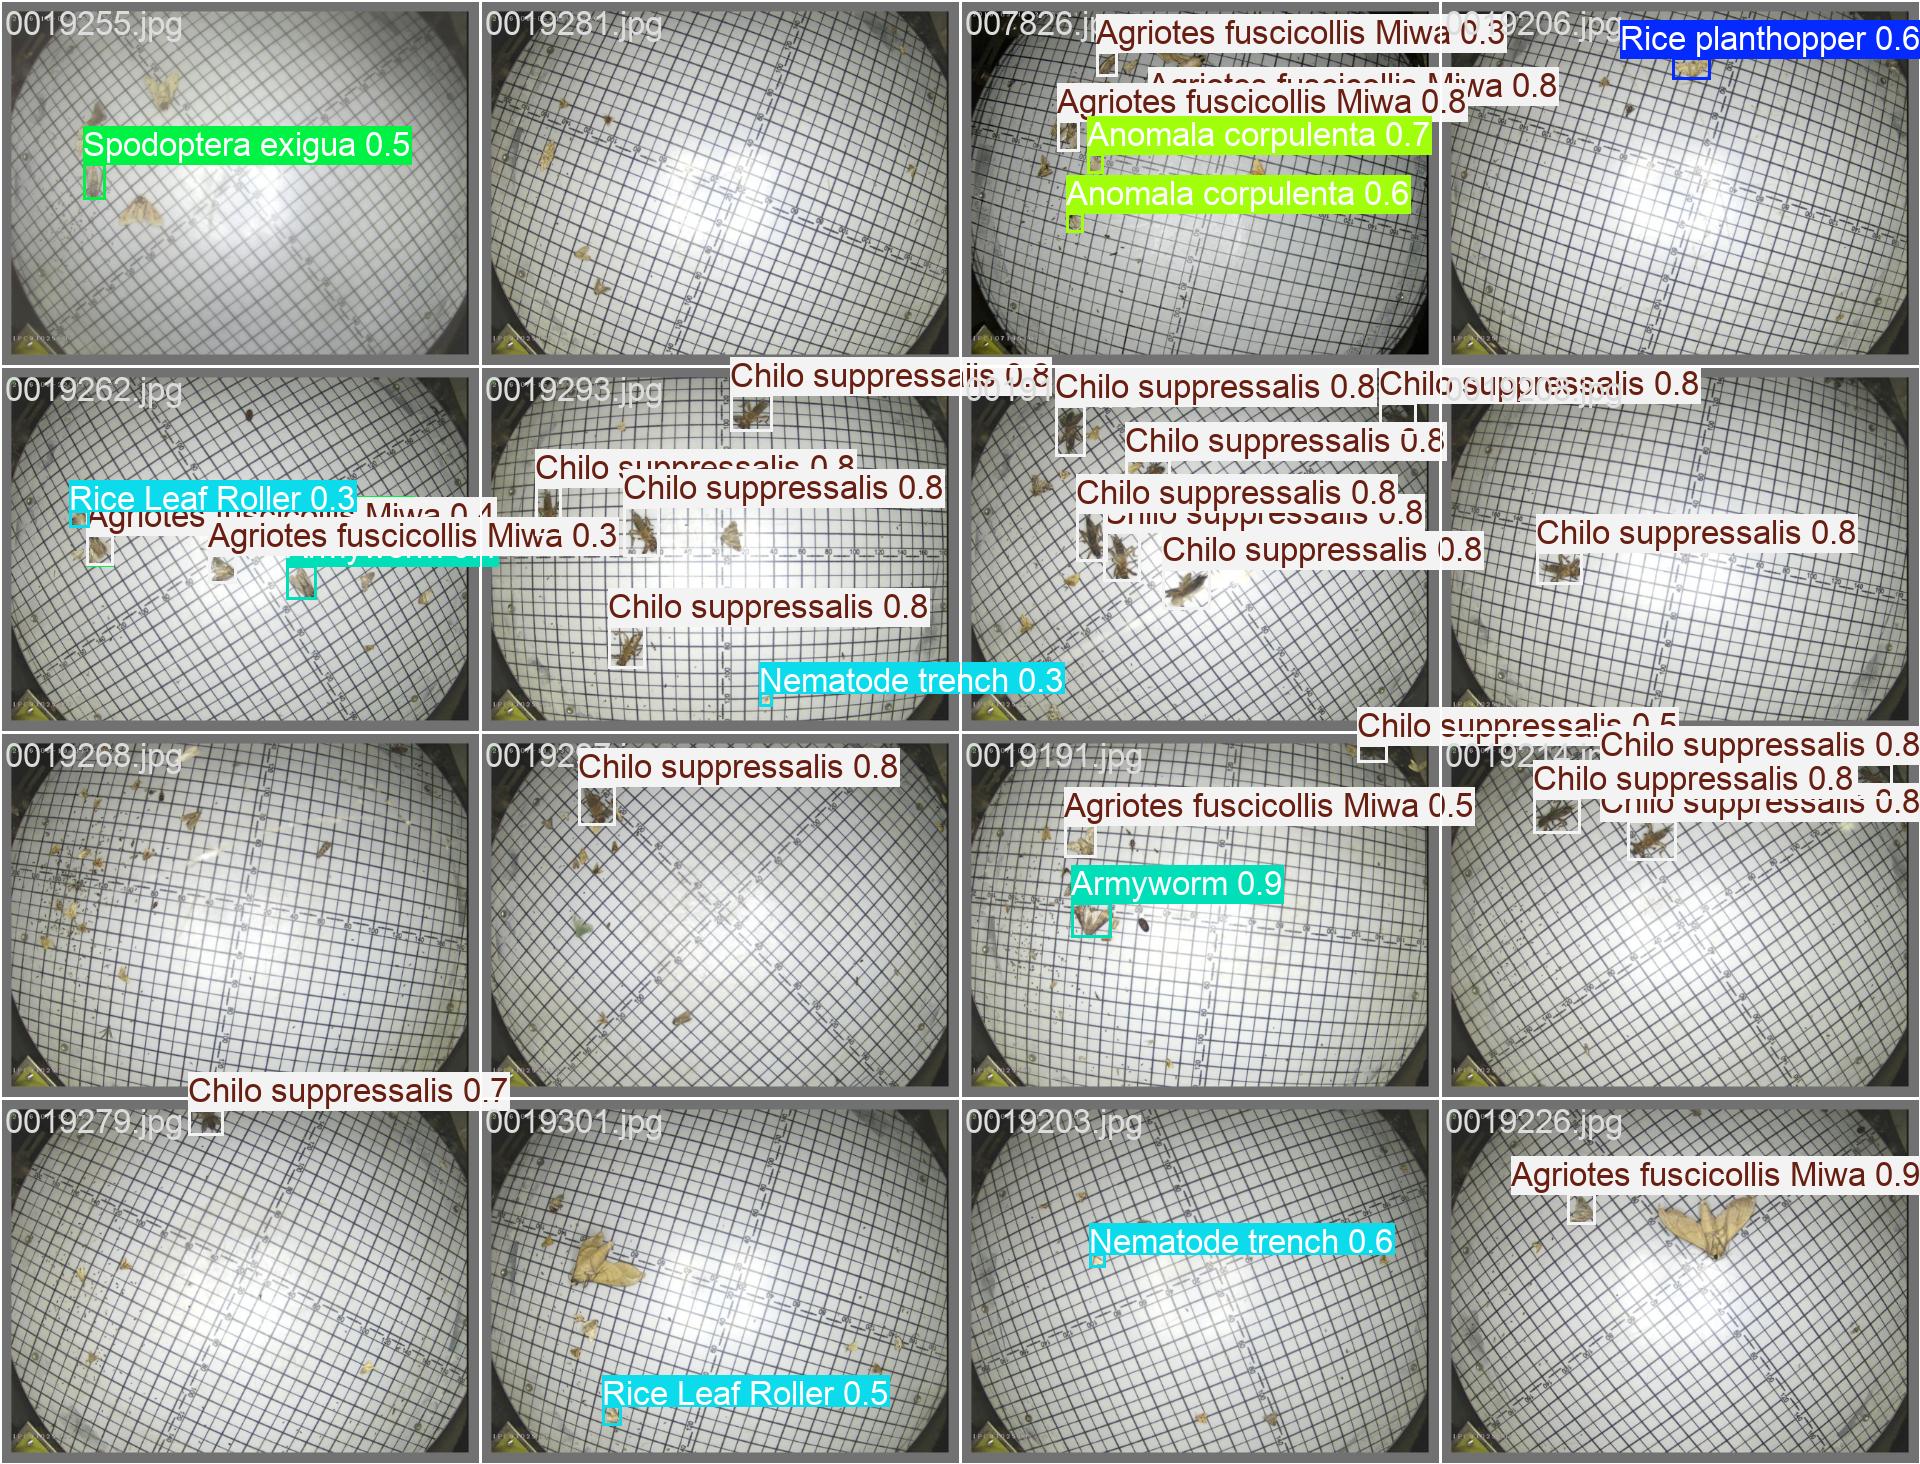 0019255.jpg
Spodoptera exigua 0.5
0019281.jpg
007826.j
Agriotes fuscicollis Miwa 0.3
Agriotes fuscicollis Miwa 0.8
Agriotes fuscicollis Miwa 0.8
Anomala corpulenta 0.7
Anomala corpulenta 0.6
0019206.jpg
Rice planthopper 0.6
0019262.jpg
Rice Leaf Roller 0.3
Agriotes fuscicollis Miwa 0.4
Agriotes fuscicollis Miwa 0.3
Armyworm
0019293.jpg
Chilo suppressalis 0.8
Chilo suppressalis 0.8
Chilo suppressalis 0.8
Chilo suppressalis 0.8
Nematode trench 0.3
00191
Chilo suppressalis 0.8
Chilo suppressalis 0.8
Chilo suppressalis 0.8
Chilo suppressalis 0.8
Chilo suppressalis 0.8
Chilo suppressalis 0.8
0019208.jpg
Chilo suppressalis 0.8
0019268.jpg
Chilo suppressalis 0.8
0019191.jpg
Chilo suppressalis 0.5
Agriotes fuscicollis Miwa 0.5
Armyworm 0.9
0019214.j
Chilo suppressalis 0.8
Chilo suppressalis 0.8
Chilo suppressalis 0.8
0019279.jpg
Chilo suppressalis 0.7
0019301.jpg
Rice Leaf Roller 0.5
0019203.jpg
Nematode trench 0.6
0019226.jpg
Agriotes fuscicollis Miwa 0.9